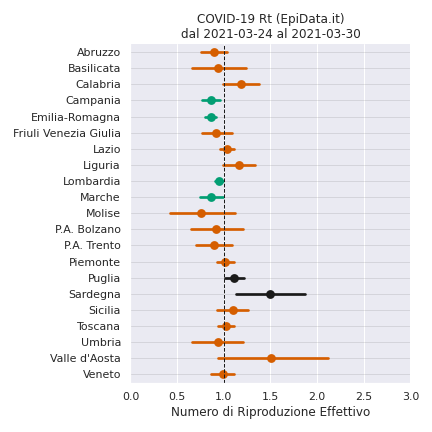 COVID-19 Rt (EpiData.it)
dal 2021-03-24 al 2021-03-30
Abruzzo
Basilicata
Calabria
Campania
Emilia-Romagna
Friuli Venezia Giulia
Lazio
Liguria
Lombardia
Marche
Molise
P.A. Bolzano
P.A. Trento
Piemonte
Puglia
Sardegna
Sicilia
Toscana
Umbria
Valle d'Aosta
Veneto
0.0 0.5 1.0 1.5 2.0 2.5 3.0
Numero di Riproduzione Effettivo